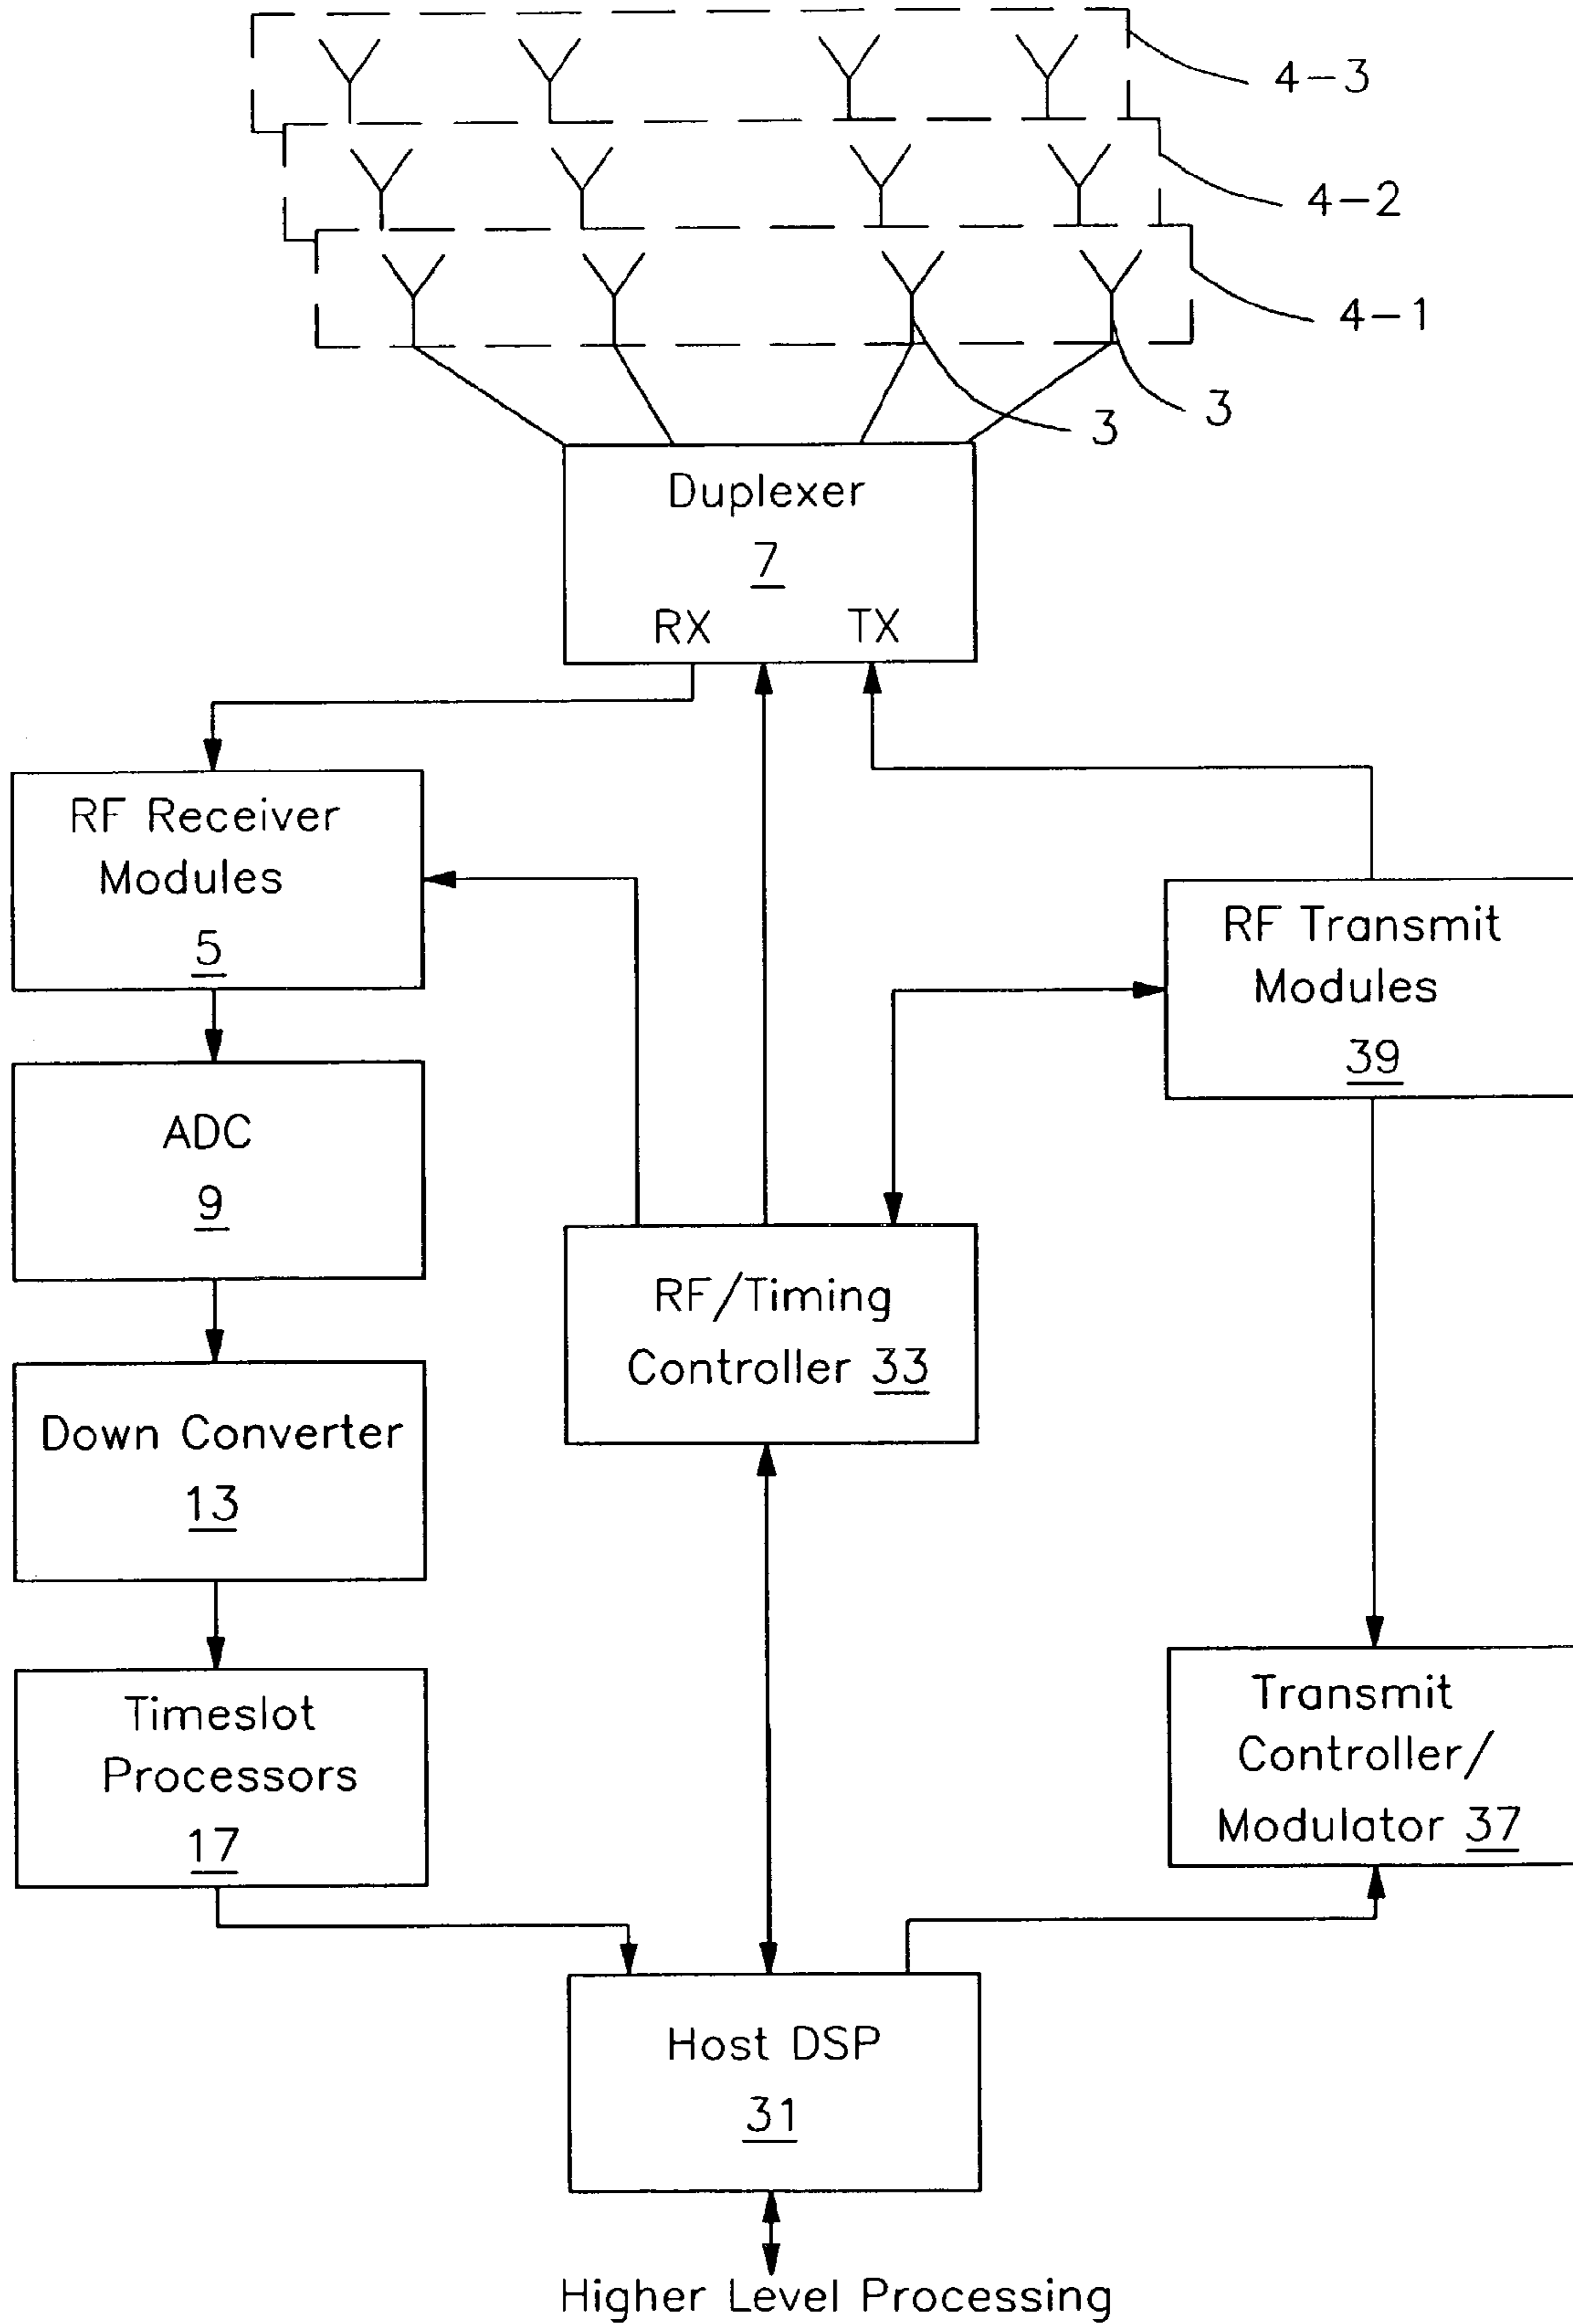 4-3
4-2
4-1
3
3
Duplexer
7
RX TX
RF Receiver
Modules
5
RF Transmit
Modules
39
ADC
9
RF/Timing
Controller 33
Down Converter
13
Timeslot
Processors
17
Transmit
Controller/
Modulator 37
Host DSP
31
Higher Level Processing